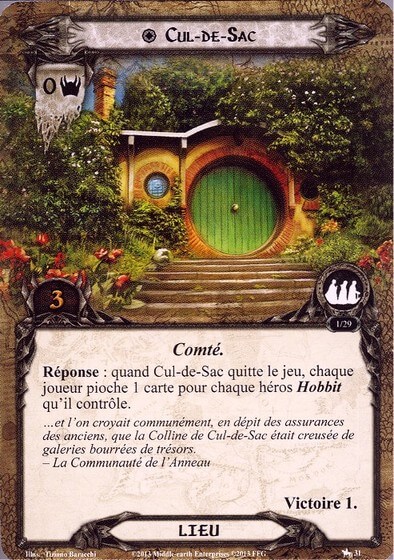 CUL-DE-SAC
0
3
1/29
Comté.
Réponse : quand Cul-de-Sac quitte le jeu, chaque
joueur pioche 1 carte pour chaque héros Hobbit
qu'il contrôle.
…et l'on croyait communément, en dépit des assurances
des anciens, que la Colline de Cul-de-Sac était creusée de
galeries bourrées de trésors.
– La Communauté de l'Anneau
Victoire 1.
LIEU
Illus. Tiziano Baracchi ©2013 Middle-earth Enterprises ©2013 FFG 31